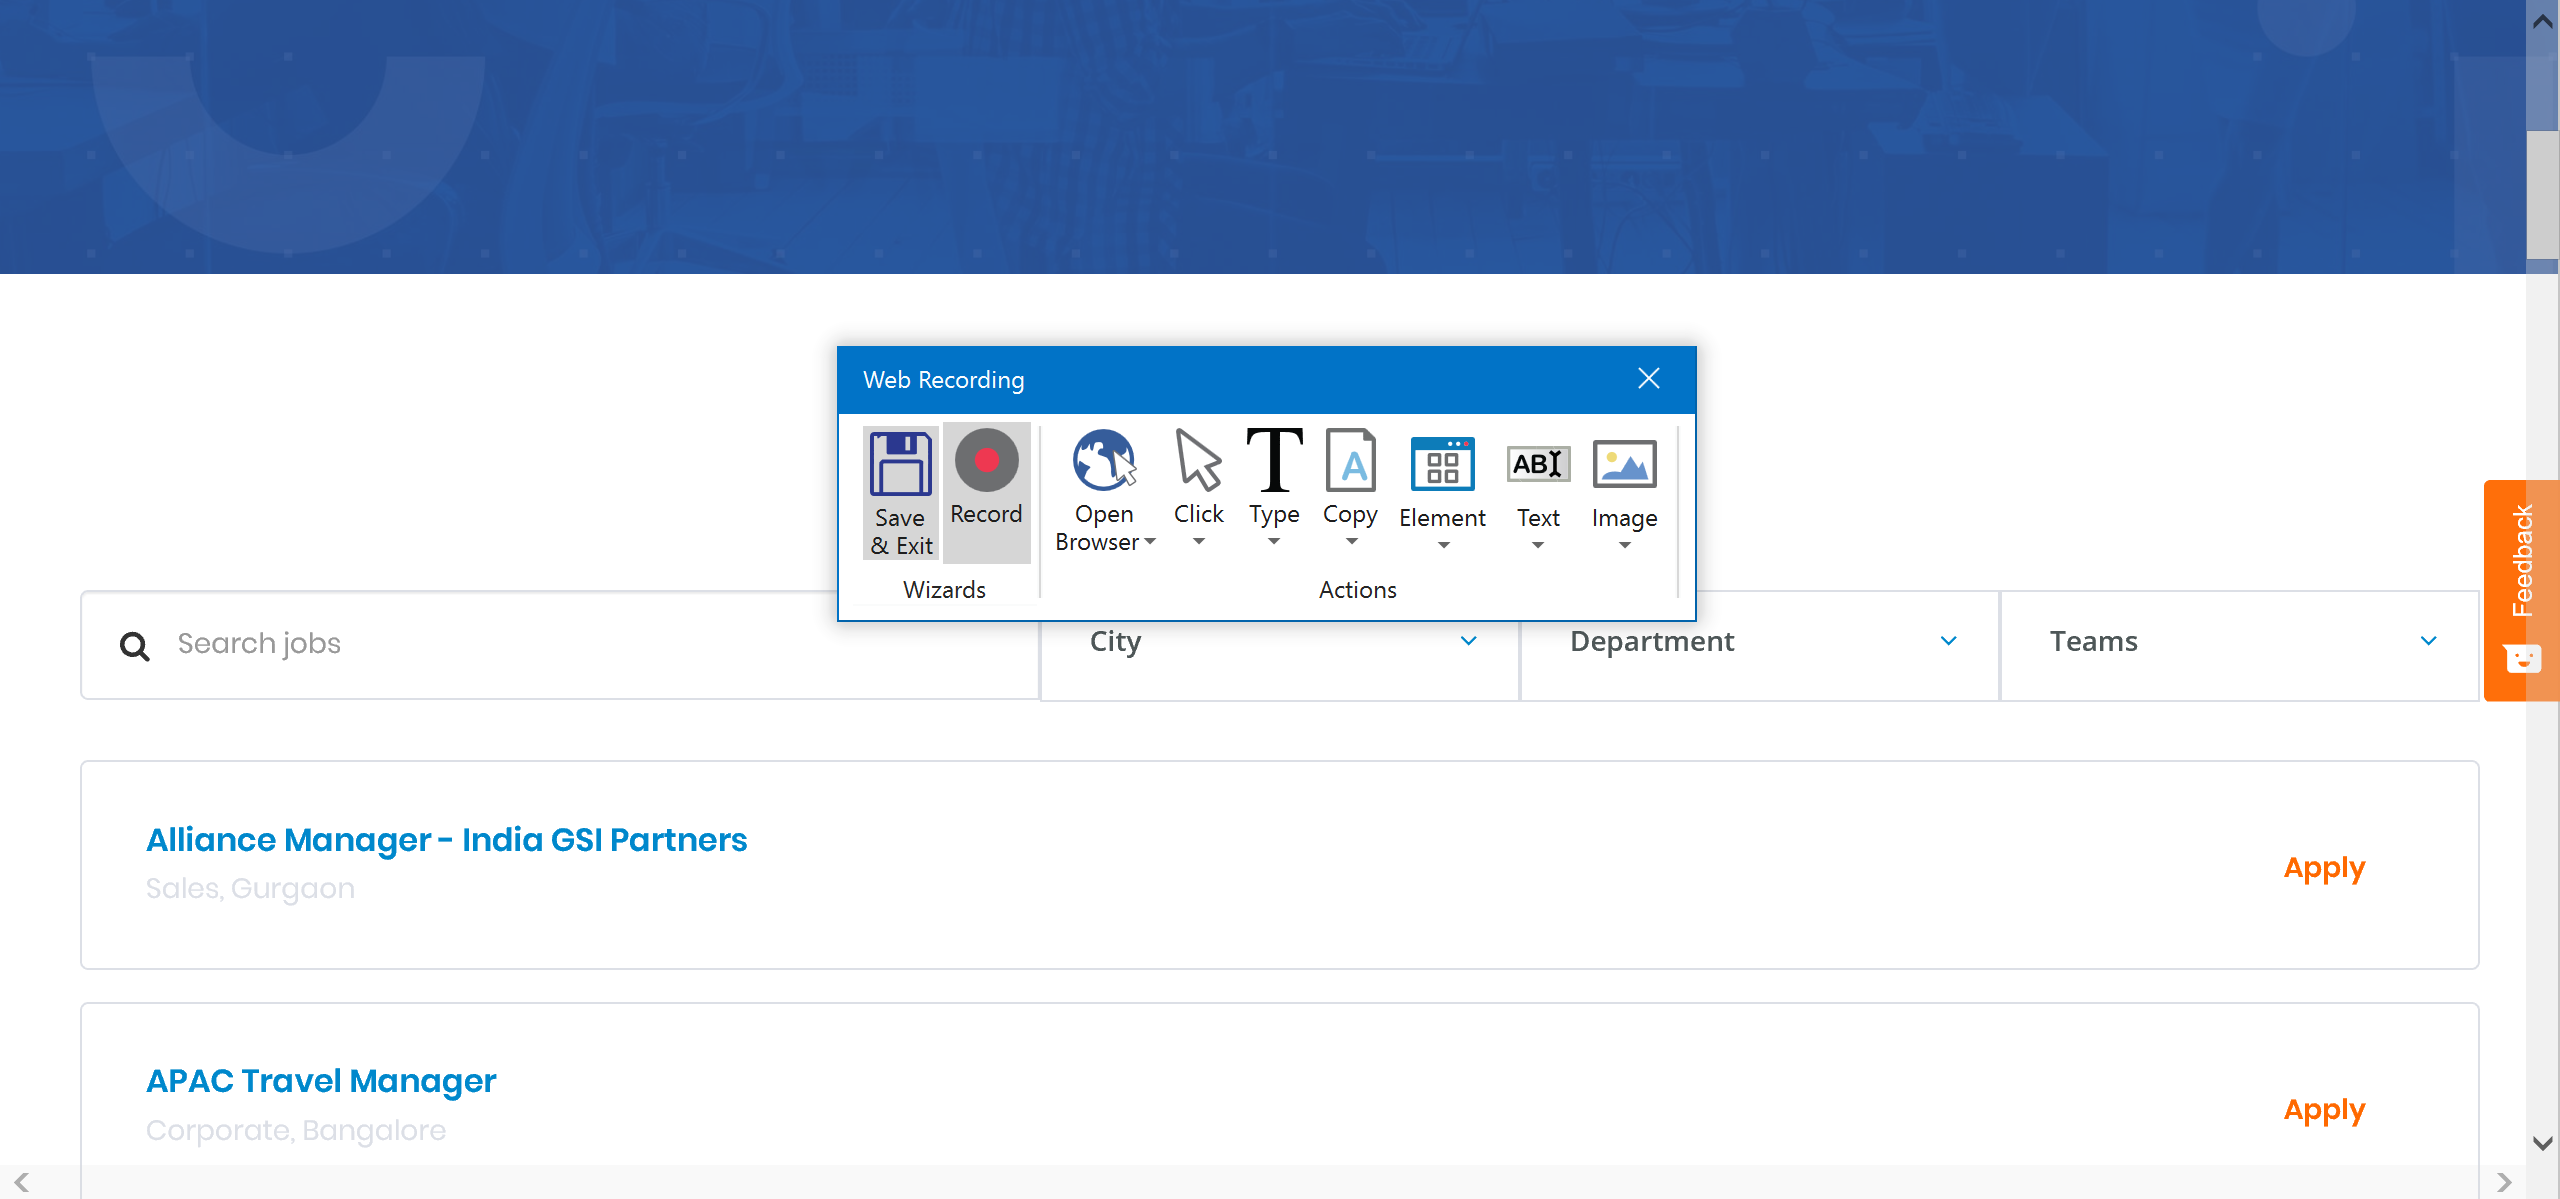 Web Recording
Save
& Exit
Record
Open
Browser
Click
Type
Copy
Element
ABI
Text
Image
Wizards
Actions
Search jobs
City
Department
Teams
Feedback
Alliance Manager - India GSI Partners
Sales, Gurgaon
Apply
APAC Travel Manager
Corporate, Bangalore
Apply